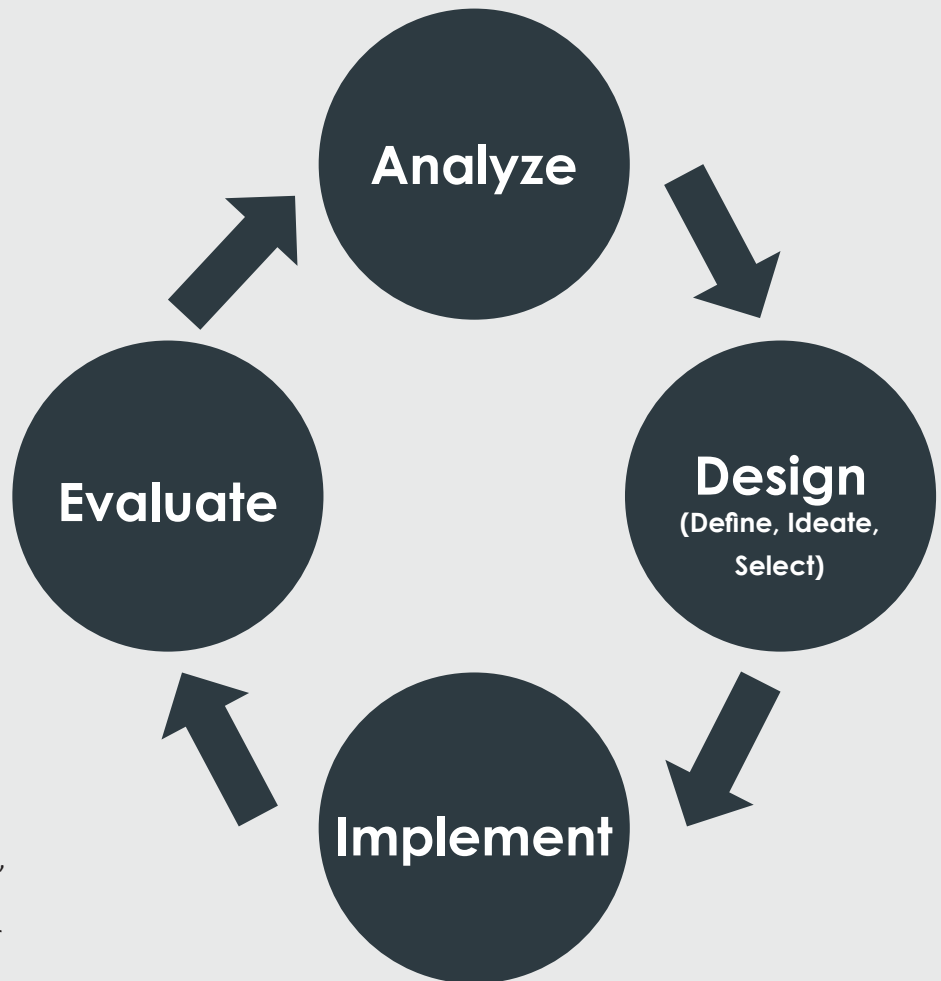 Analyze
Design
(Define, Ideate,
Select)
Implement
Evaluate
,